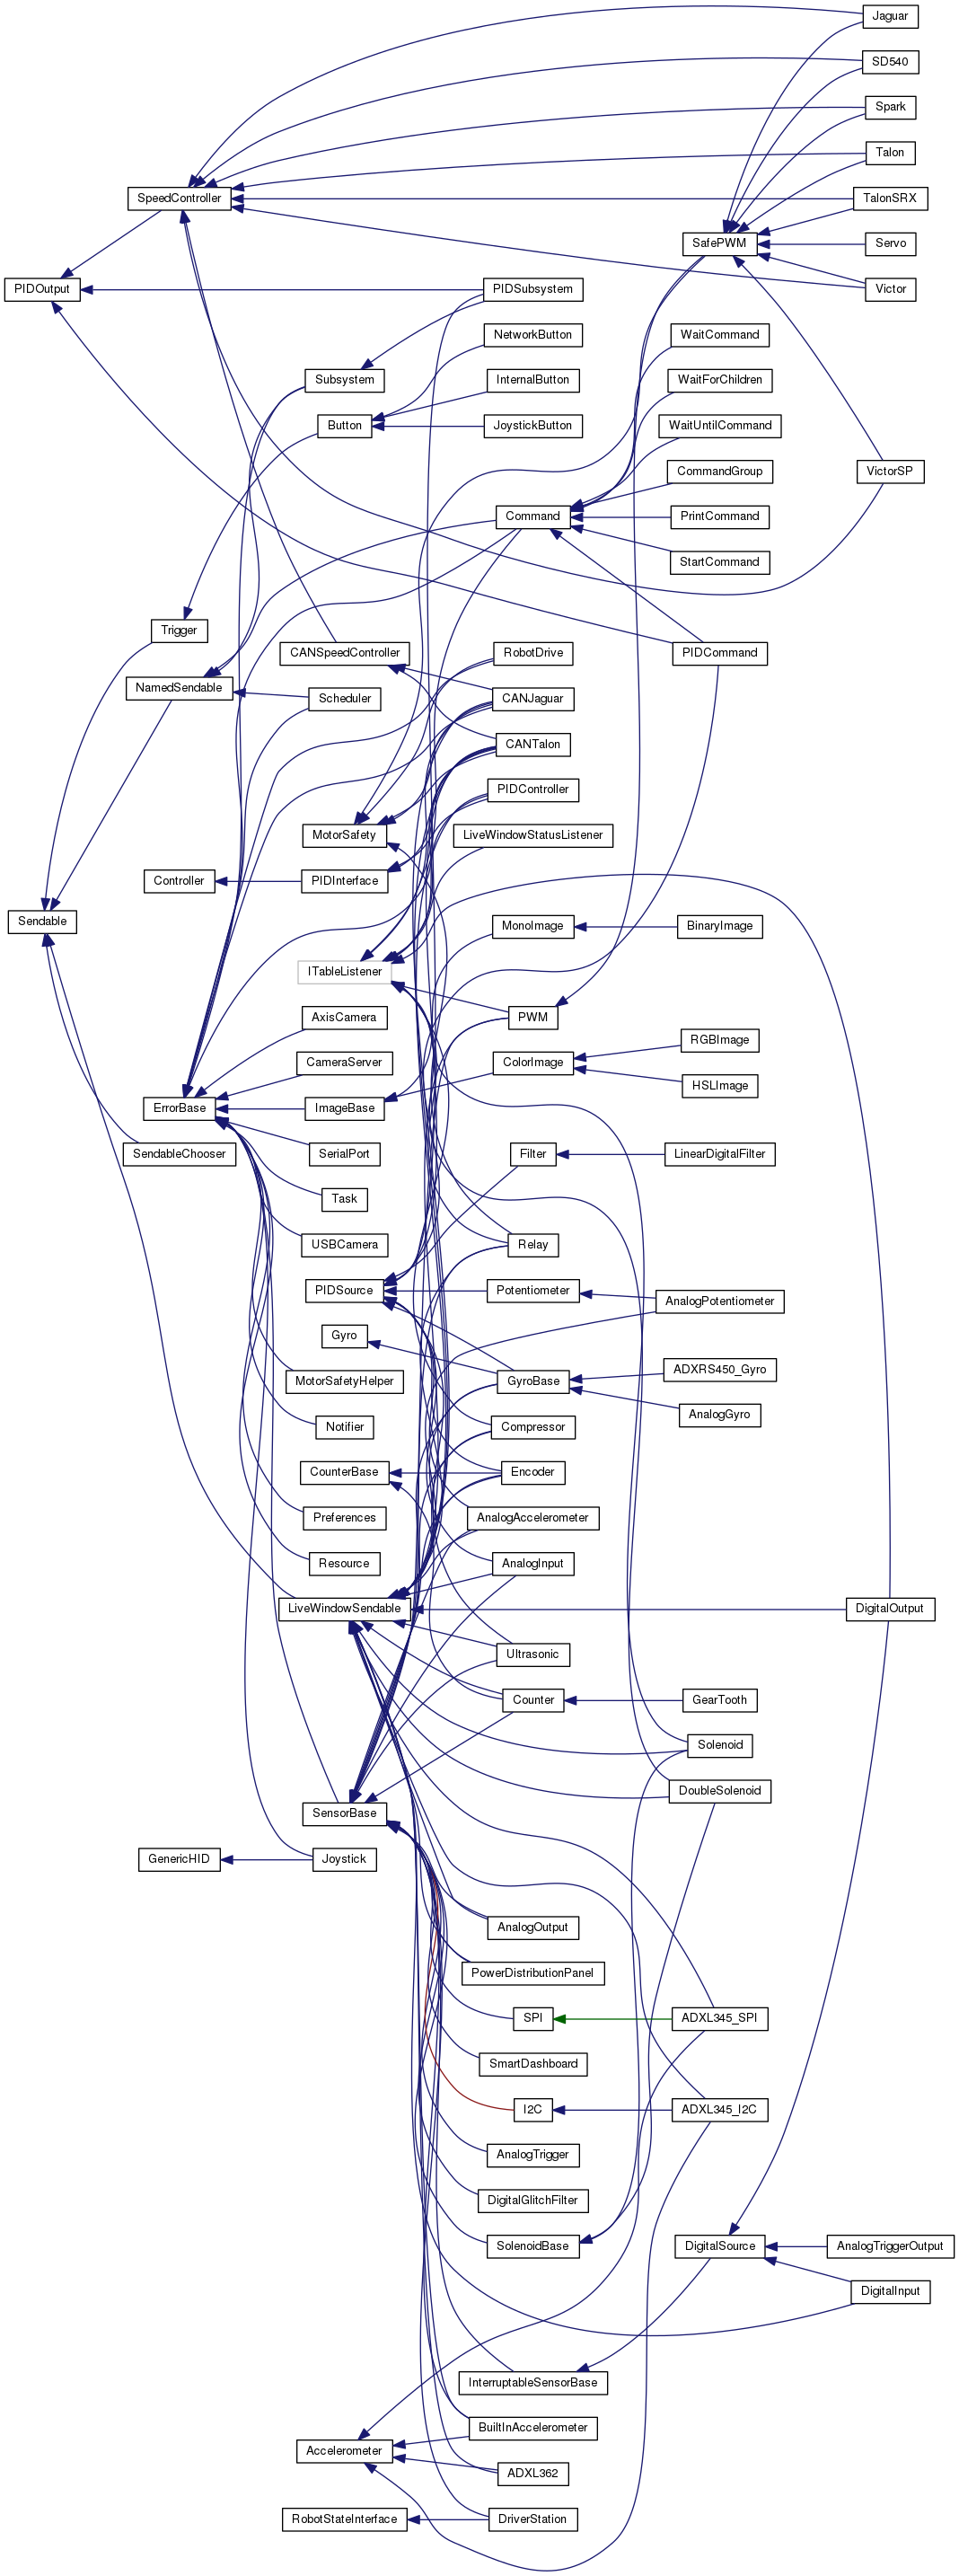 Jaguar
SD540
Spark
Talon
SpeedController
TalonSRX
SafePWM
Servo
PIDOutput
PIDSubsystem
Victor
NetworkButton
WaitCommand
Subsystem
InternalButton
WaitForChildren
Button
JoystickButton
WaitUntilCommand
CommandGroup
VictorSP
Command
PrintCommand
StartCommand
Trigger
CANSpeedController
RobotDrive
PIDCommand
NamedSendable
Scheduler
CANJaguar
CANTalon
PIDController
MotorSafety
LiveWindowStatusListener
Controller
PIDInterface
Sendable
MonoImage
BinaryImage
ITableListener
AxisCamera
PWM
RGBImage
CameraServer
ColorImage
HSLImage
ErrorBase
ImageBase
SendableChooser
SerialPort
Filter
LinearDigitalFilter
Task
USBCamera
Relay
PIDSource
Potentiometer
AnalogPotentiometer
Gyro
ADXRS450_Gyro
MotorSafetyHelper
GyroBase
AnalogGyro
Notifier
Compressor
CounterBase
Encoder
Preferences
AnalogAccelerometer
Resource
AnalogInput
LiveWindowSendable
DigitalOutput
Ultrasonic
Counter
GearTooth
Solenoid
DoubleSolenoid
SensorBase
GenericHID
Joystick
AnalogOutput
PowerDistributionPanel
SPI
ADXL345_SPI
SmartDashboard
I2C
ADXL345_I2C
AnalogTrigger
DigitalGlitchFilter
SolenoidBase
DigitalSource
AnalogTriggerOutput
DigitalInput
InterruptableSensorBase
BuiltInAccelerometer
Accelerometer
ADXL362
RobotStateInterface
DriverStation